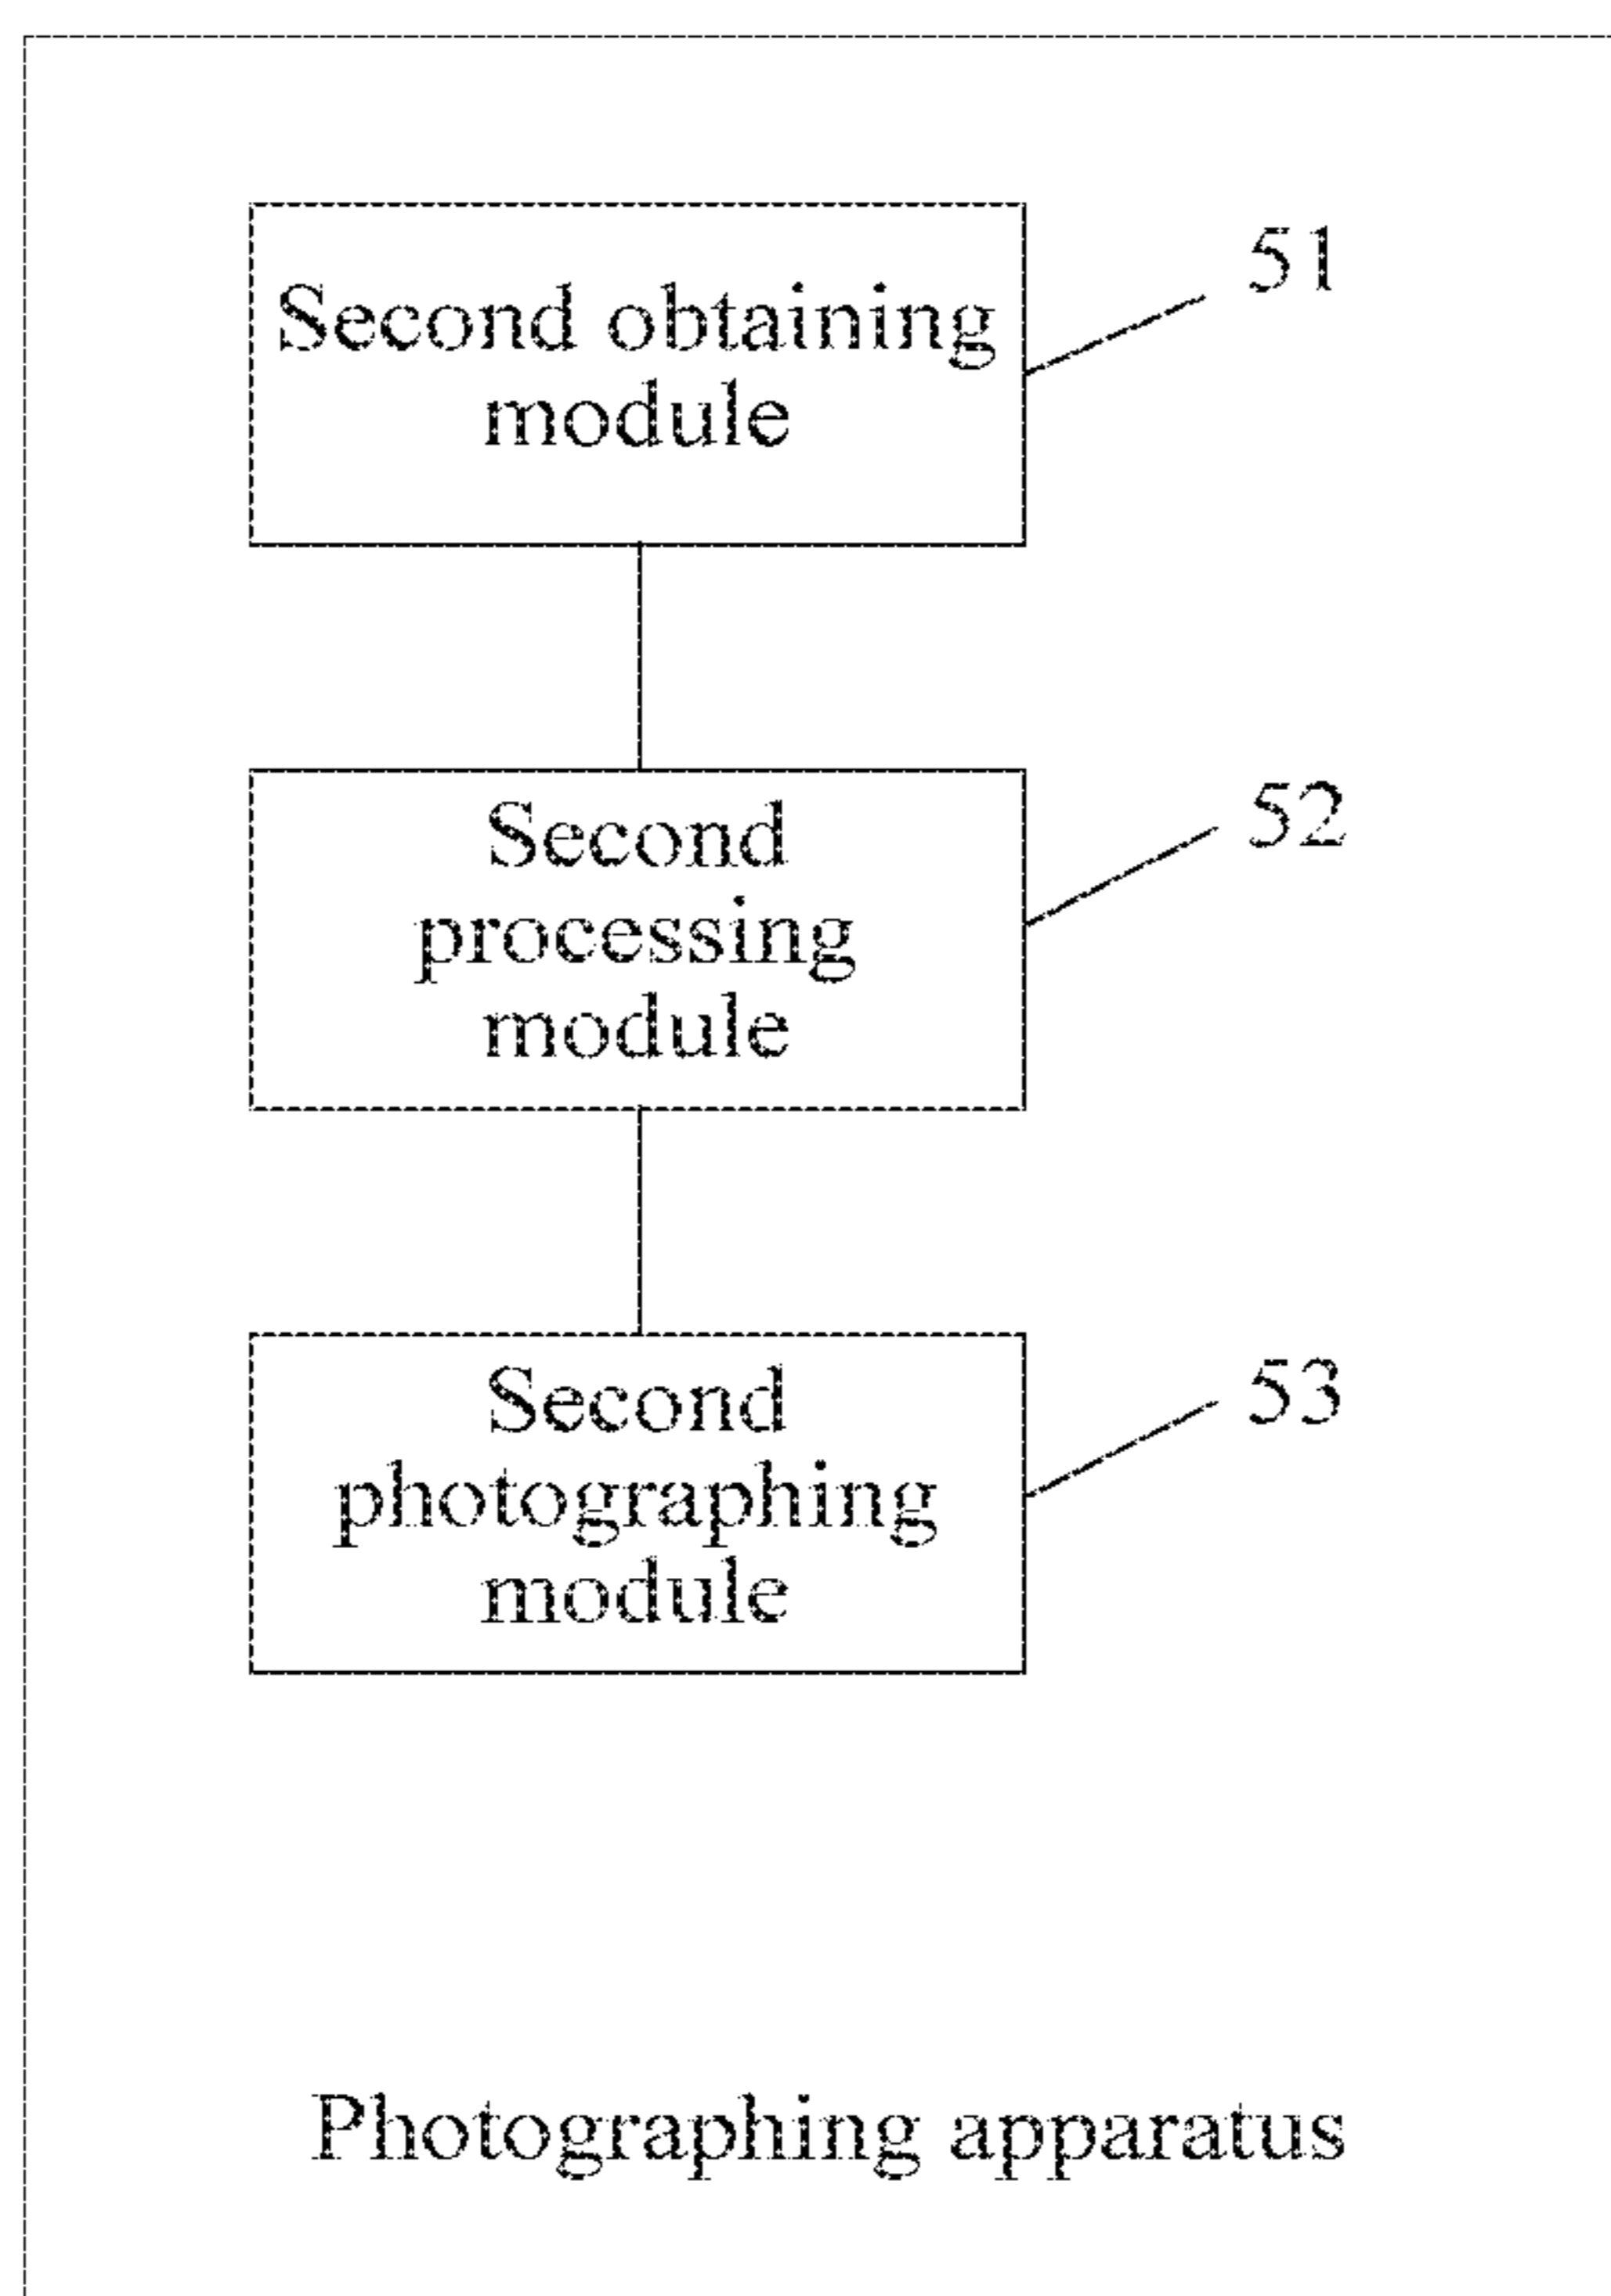 Second obtaining
module
51
Second
processing
module
52
Second
photographing
module
53
Photographing apparatus